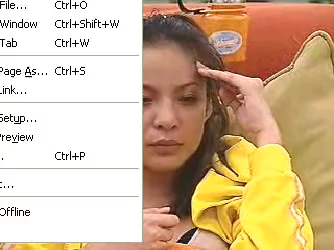 File... Ctrl+O
Window Ctrl+Shift+W
Tab Ctrl+W
Page As... Ctrl+S
Link...
Setup...
Preview
. Ctrl+P
t...
Offline